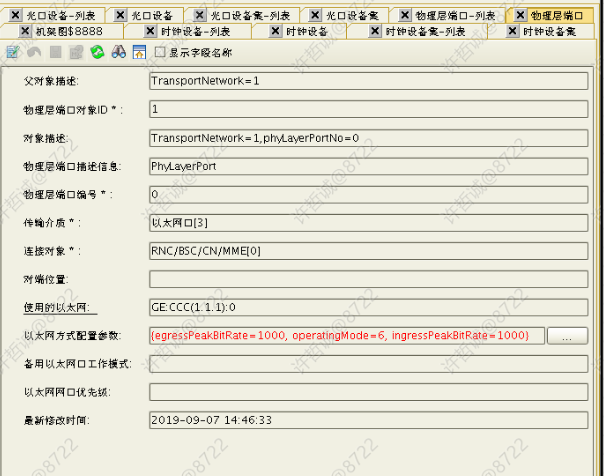 光口设备-列表 光口设备 光口设备集-列表 光口设备集 物理层端口-列表 物理层端口
机架图$8888 时钟设备-列表 时钟设备 时钟设备集-列表 时钟设备集
显示字段名称
父对象描述: TransportNetwork=1
物理层端口对象ID * : 1
对象描述: TransportNetwork=1,phyLayerPortNo=0
物理层端口描述信息: PhyLayerPort
物理层端口编号 * : 0
传输介质 * : 以太网口[3]
连接对象 * : RNC/BSC/CN/MME[0]
对端位置:
使用的以太网: GE:CCC(1.1.1):0
以太网方式配置参数: {egressPeakBitRate=1000, operatingMode=6, ingressPeakBitRate=1000} ...
备用以太网口工作模式:
以太网网口优先级:
最新修改时间: 2019-09-07 14:46:33
许哲诚@8722